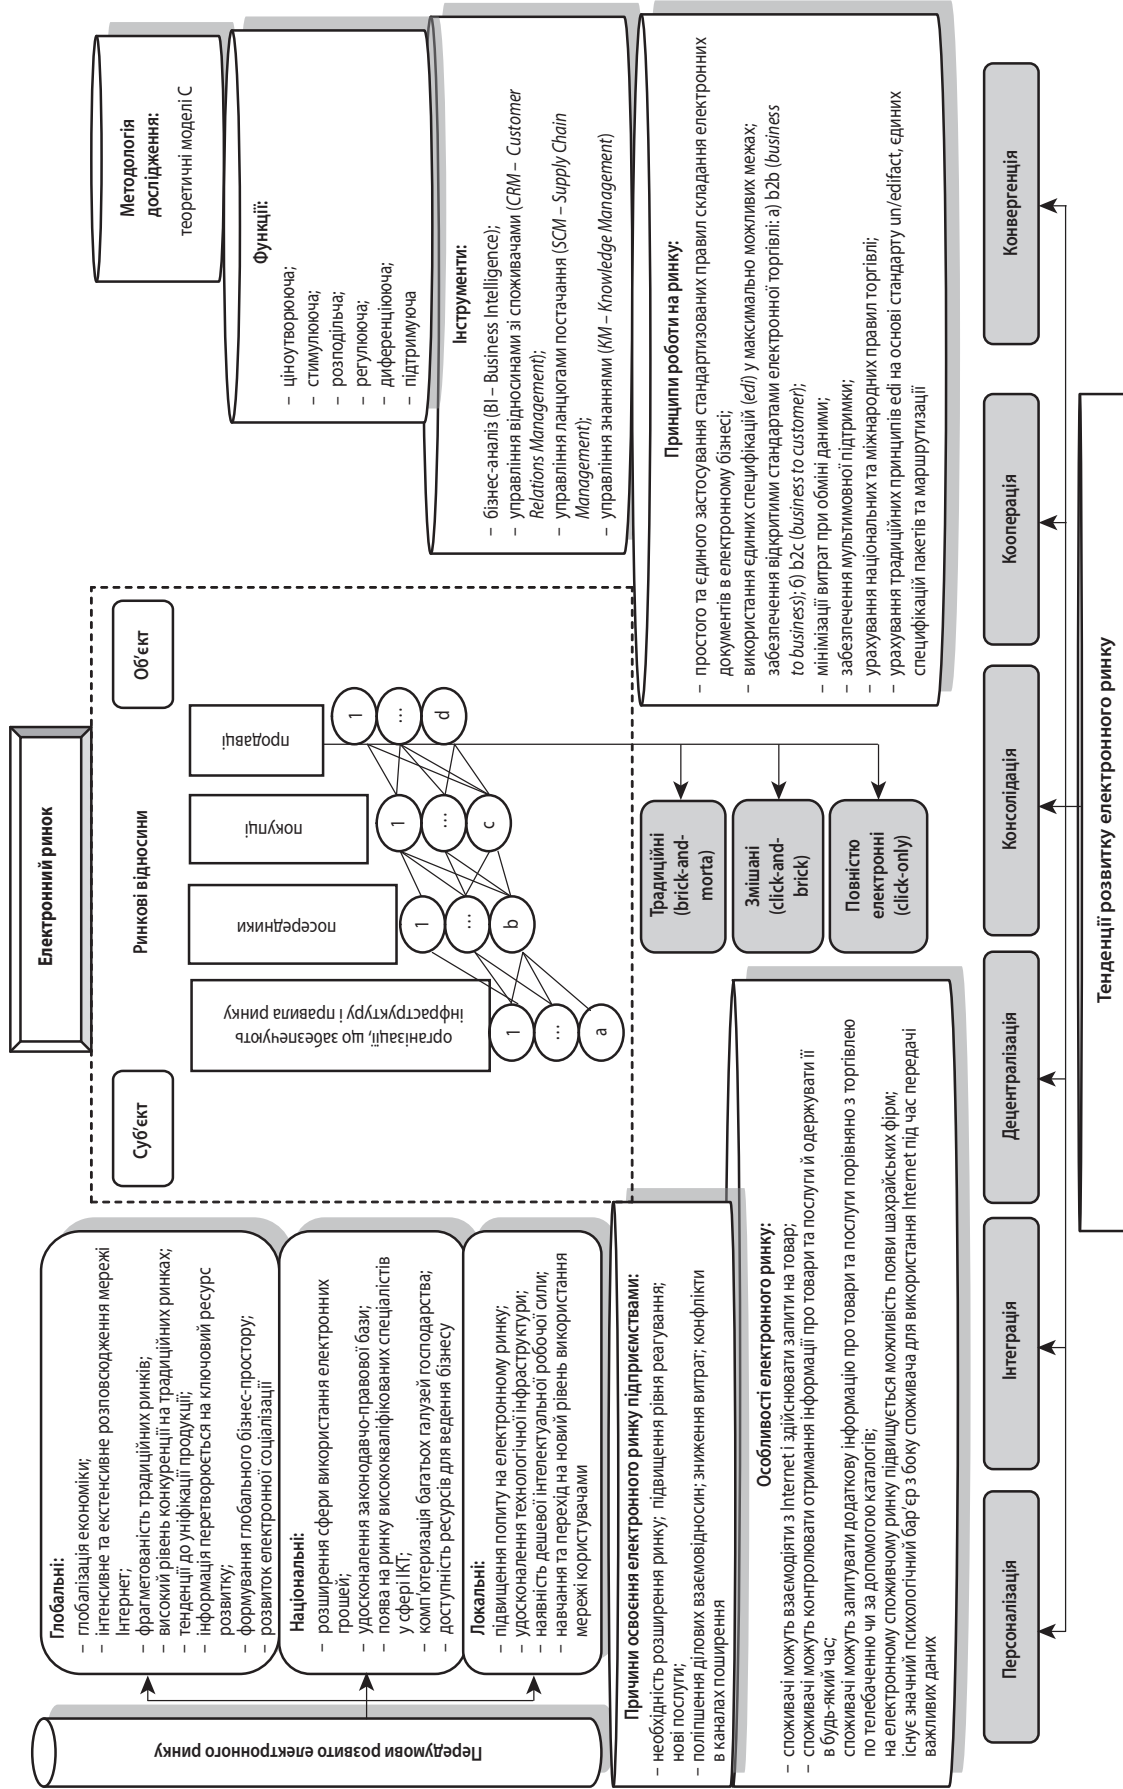 Електронний ринок
Передумови розвито електроного ринку
Глобальні:
– глобалізація економіки;
– інтенсивне та екстенсивне розповсюдження мережі
Інтернет;
– фрагметованість традиційних ринків;
– високий рівень конкуренції на традиційних ринках;
– тенденції до уніфікації продукції;
– інформація перетворюється на ключовий ресурс
розвитку;
– формування глобального бізнес-простору;
– розвиток електронної соціалізації
Національні:
– розширення сфери використання електронних
грошей;
– удосконалення законодавчо-правової бази;
– поява на ринку висококваліфікованих спеціалістів
у сфері ІКТ;
– комп'ютеризація багатьох галузей господарства;
– доступність ресурсів для ведення бізнесу
Локальні:
– підвищення попиту на електронному ринку;
– удосконалення технологічної інфраструктури;
– наявність дешевої інтелектуальної робочої сили;
– навчання та перехід на новий рівень використання
мережі користувачами
Суб'єкт
Ринкові відносини
Об'єкт
організації, що забезпечують
інфраструктуру і правила ринку
посередники
покупці
продавці
1
…
a
1
…
b
1
…
c
1
…
d
Традиційні
(brick-and-
morta)
Змішані
(click-and-
brick)
Повністю
електронні
(click-only)
Методологія
дослідження:
теоретичні моделі С
Функції:
– ціноутворююча;
– стимулююча;
– розподільча;
– регулююча;
– диференціююча;
– підтримуюча
Інструменти:
– бізнес-аналіз (BI – Business Intelligence);
– управління відносинами зі споживачами (CRM – Customer
Relations Management);
– управління ланцюгами постачання (SCM – Supply Chain
Management);
– управління знаннями (KM – Knowledge Management)
Принципи роботи на ринку:
– простого та єдиного застосування стандартизованих правил складання електронних
документів в електронному бізнесі;
– використання єдиних специфікацій (edi) у максимально можливих межах;
забезпечення відкритими стандартами електронної торгівлі: а) b2b (business
to business); б) b2c (business to customer);
– мінімізації витрат при обміні даними;
– забезпечення мультимовної підтримки;
– урахування національних та міжнародних правил торгівлі;
– урахування традиційних принципів edi на основі стандарту un/edifact, єдиних
специфікацій пакетів та маршрутизації
Причини освоєння електронного ринку підприємствами:
– необхідність розширення ринку; підвищення рівня реагування;
нові послуги;
– поліпшення ділових взаємовідносин; зниження витрат; конфлікти
в каналах поширення
Особливості електронного ринку:
– споживачі можуть взаємодіяти з Internet і здійснювати запити на товар;
– споживачі можуть контролювати отримання інформації про товари та послуги й одержувати її
в будь-який час;
споживачі можуть запитувати додаткову інформацію про товари та послуги порівняно з торгівлею
по телебаченню чи за допомогою каталогів;
на електронному споживчому ринку підвищується можливість появи шахрайських фірм;
існує значний психологічний бар'єр з боку споживача для використання Internet під час передачі
важливих даних
Персоналізація
Інтеграція
Децентралізація
Консолідація
Кооперація
Конвергенція
Тенденції розвитку електронного ринку